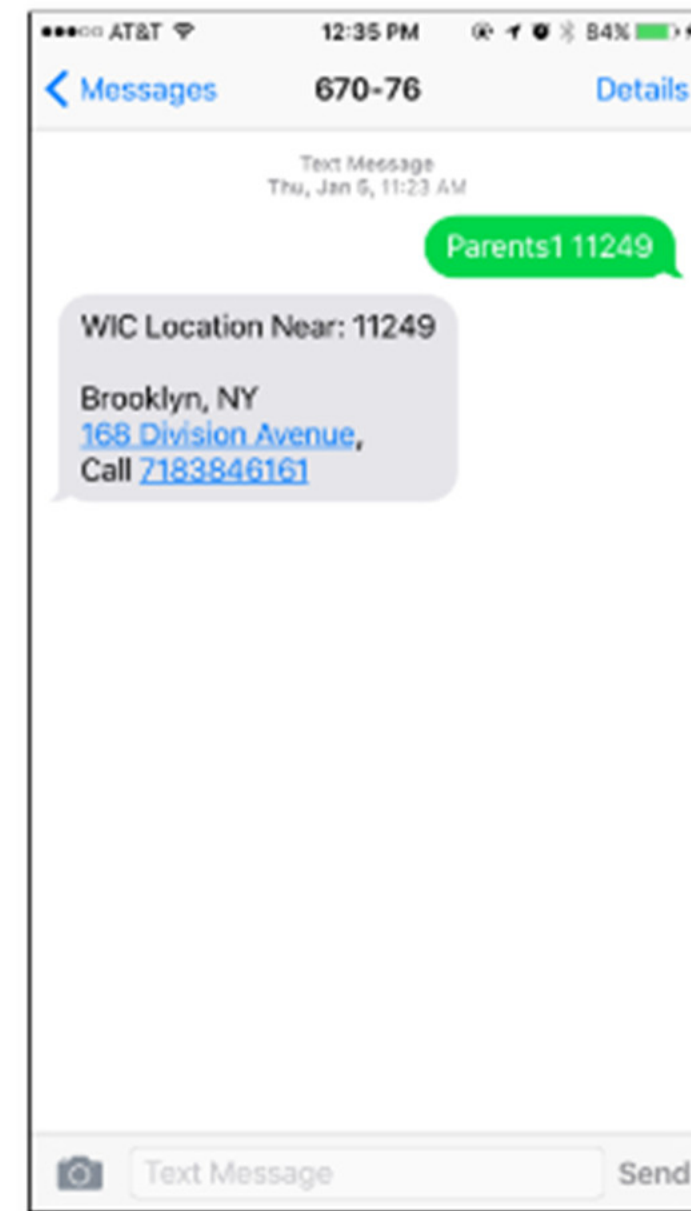 AT&T 12:35 PM 84%
Messages 670-76 Details
Text Message
Thu, Jan 5, 11:23 AM
Parents1 11249
WIC Location Near: 11249
Brooklyn, NY
168 Division Avenue,
Call 7183846161
Text Message Send